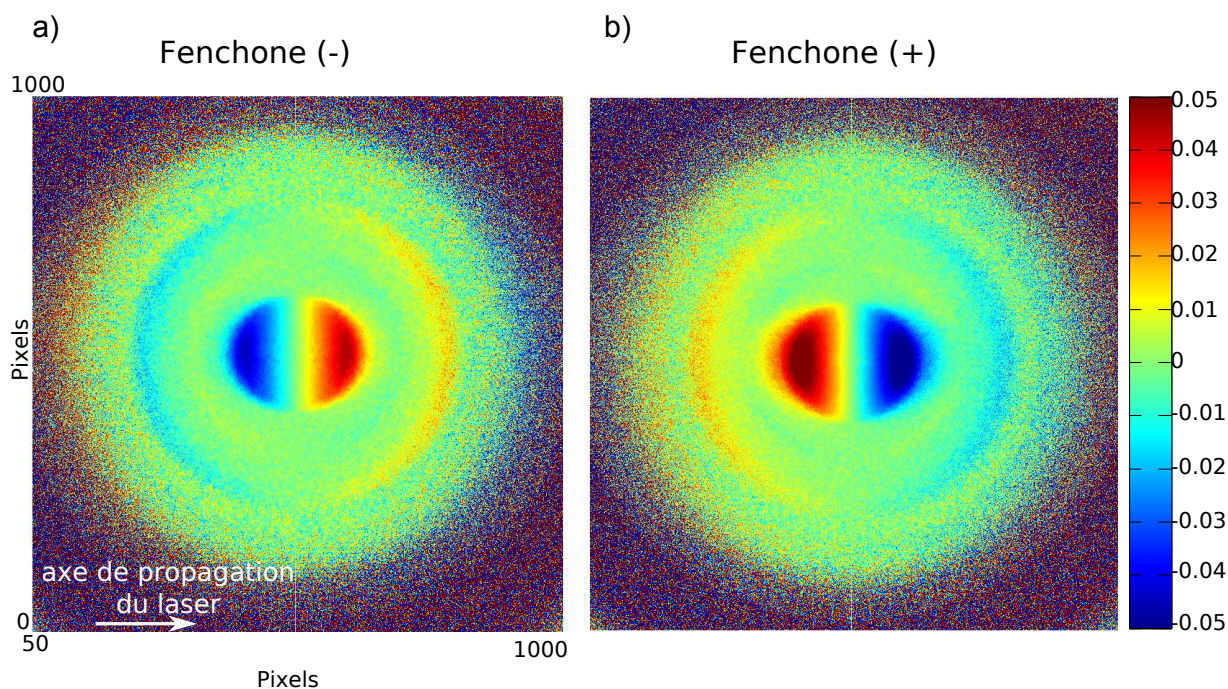 a)
Fenchone (-)
b)
Fenchone (+)
1000
Pixels
0
50
1000
Pixels
axe de propagation
du laser
0.05
0.04
0.03
0.02
0.01
0
-0.01
-0.02
-0.03
-0.04
-0.05